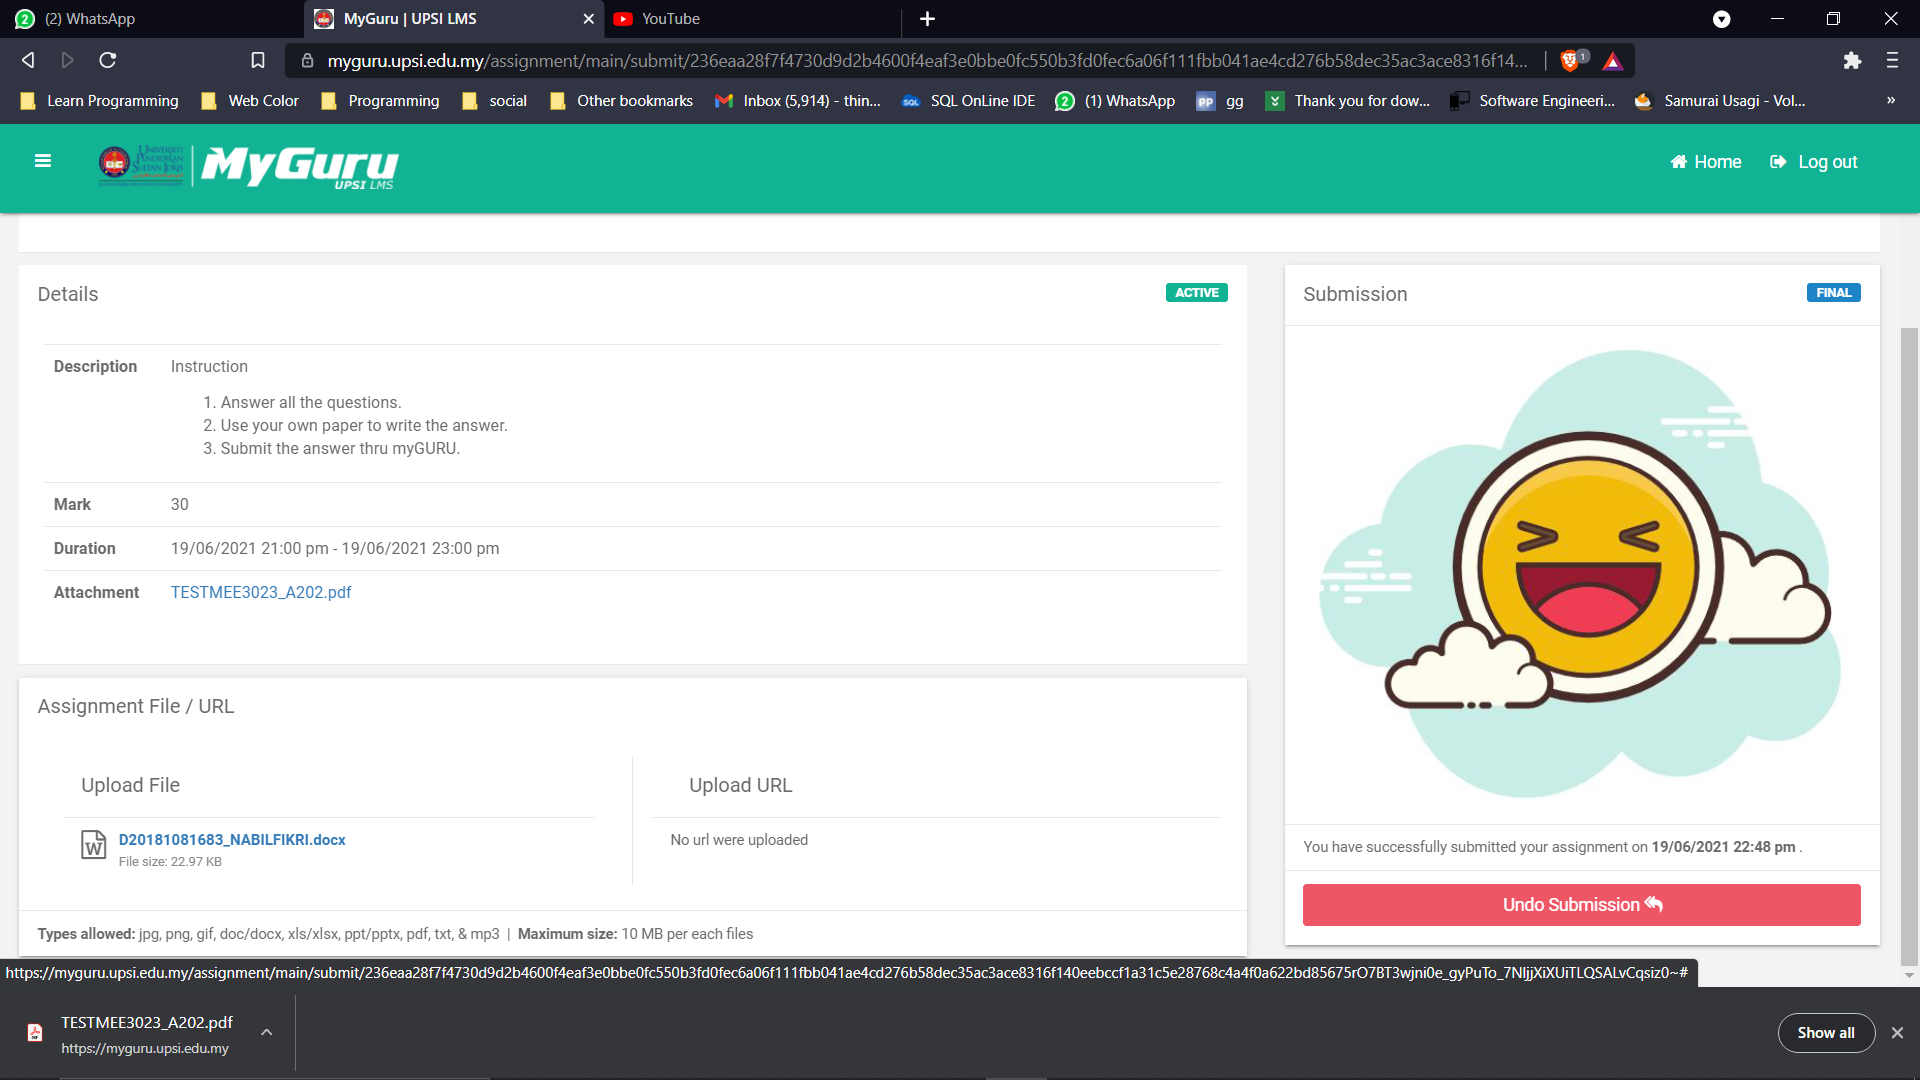 (2) WhatsApp
MyGuru | UPSI LMS
YouTube
myguru.upsi.edu.my/assignment/main/submit/236eaa28f7f4730d9d2b4600f4eaf3e0bbe0fc550b3fd0fec6a06f111fbb041ae4cd276b58dec35ac3ace8316f14...
1
Learn Programming
Web Color
Programming
social
Other bookmarks
Inbox (5,914) - thin...
SQL OnLine IDE
(1) WhatsApp
gg
Thank you for dow...
Software Engineeri...
Samurai Usagi - Vol...
»
Universiti
Pendidikan
Sultan Idris
MyGuru
UPSI LMS
Home
Log out
Details
ACTIVE
Description
Instruction
1. Answer all the questions.
2. Use your own paper to write the answer.
3. Submit the answer thru myGURU.
Mark
30
Duration
19/06/2021 21:00 pm - 19/06/2021 23:00 pm
Attachment
TESTMEE3023_A202.pdf
Submission
FINAL
You have successfully submitted your assignment on 19/06/2021 22:48 pm .
Undo Submission
Assignment File / URL
Upload File
D20181081683_NABILFIKRI.docx
File size: 22.97 KB
Upload URL
No url were uploaded
Types allowed: jpg, png, gif, doc/docx, xls/xlsx, ppt/pptx, pdf, txt, & mp3 | Maximum size: 10 MB per each files
https://myguru.upsi.edu.my/assignment/main/submit/236eaa28f7f4730d9d2b4600f4eaf3e0bbe0fc550b3fd0fec6a06f111fbb041ae4cd276b58dec35ac3ace8316f140eebccf1a31c5e28768c4a4f0a622bd85675rO7BT3wjni0e_gyPuTo_7NIjjXiXUiTLQSALvCqsiz0~#
TESTMEE3023_A202.pdf
https://myguru.upsi.edu.my
Show all